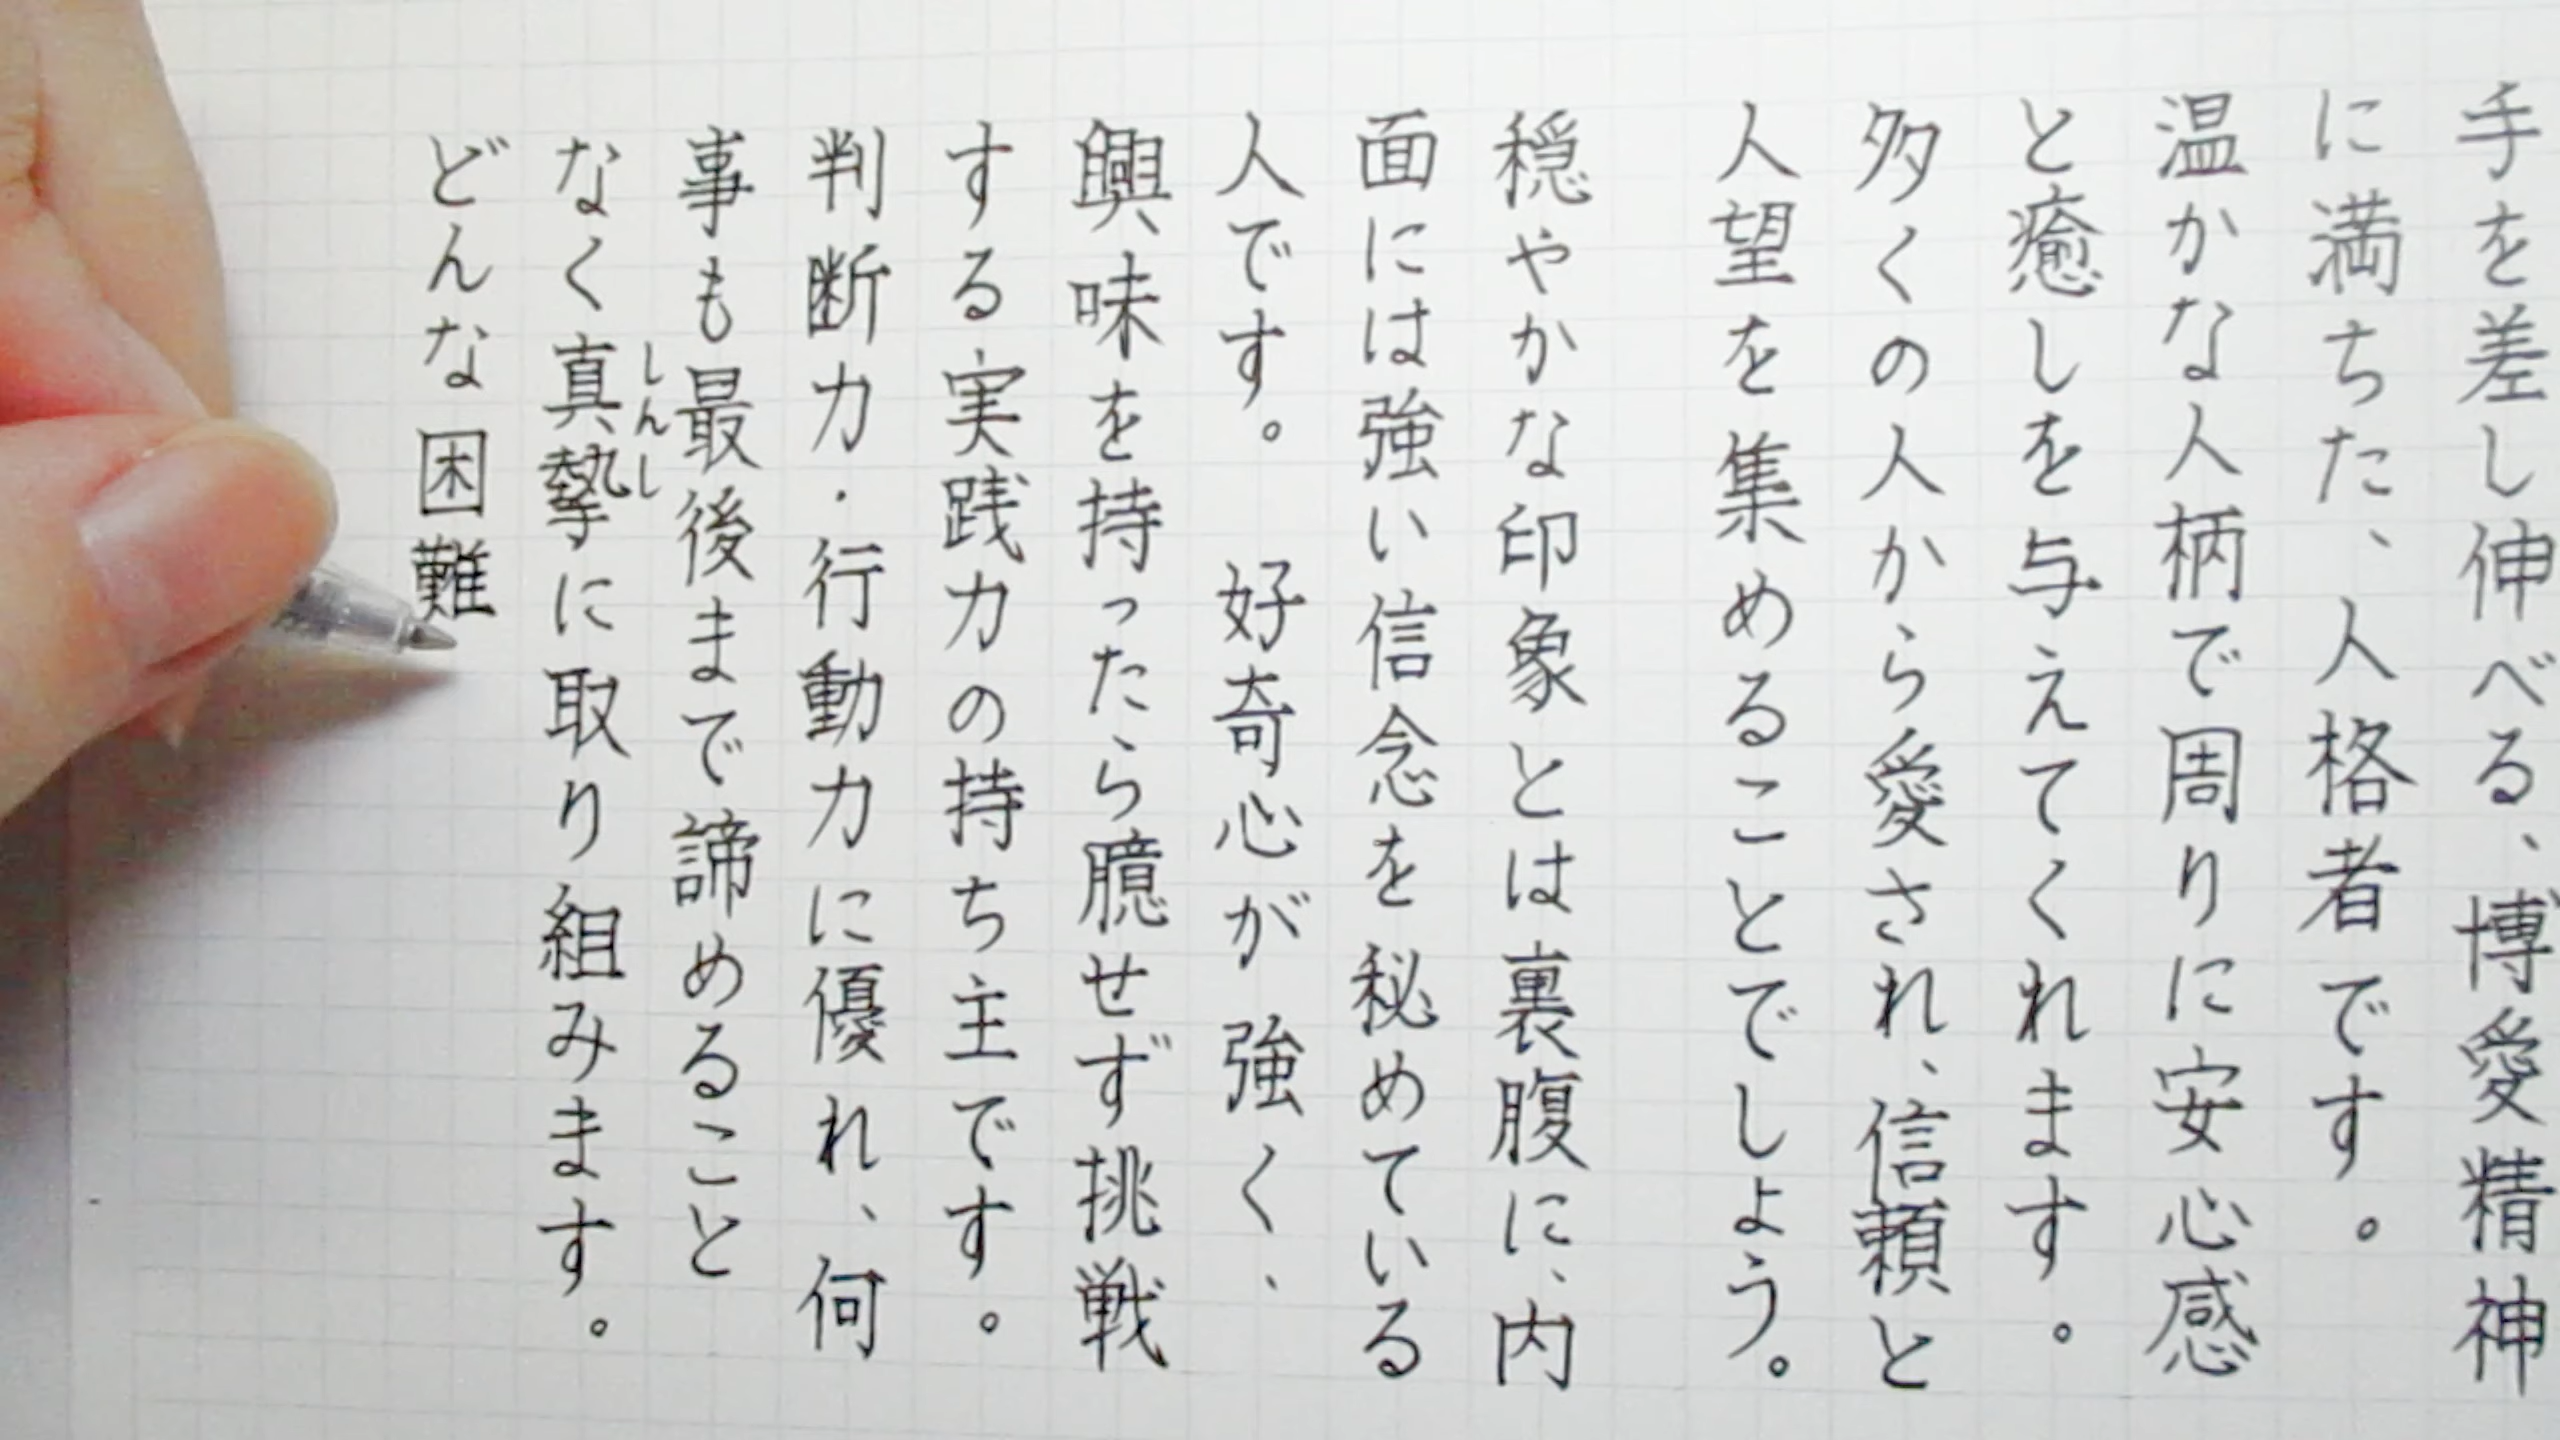 手を差し伸べる、博愛精神
に満ちた、人格者です。
温かな人柄で周りに安心感
と癒しを与えてくれます。
多くの人から愛され、信頼と
人望を集めることでしょう。
穏やかな印象とは裏腹に、内
面には強い信念を秘めている
人です。 好奇心が強く、
興味を持ったら臆せず挑戦
する実践力の持ち主です。
判断力・行動力に優れ、何
事も最後まで諦めること
しんし
なく真摯に取り組みます。
どんな困難